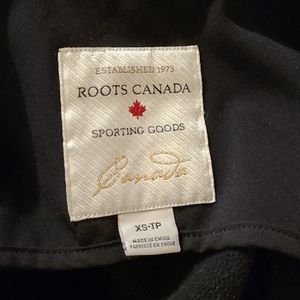 ESTABLISHED 1973
ROOTS CANADA
SPORTING GOODS
Canada
XS-TP
MADE IN CHINA
FABRIQUÉ EN CHINE